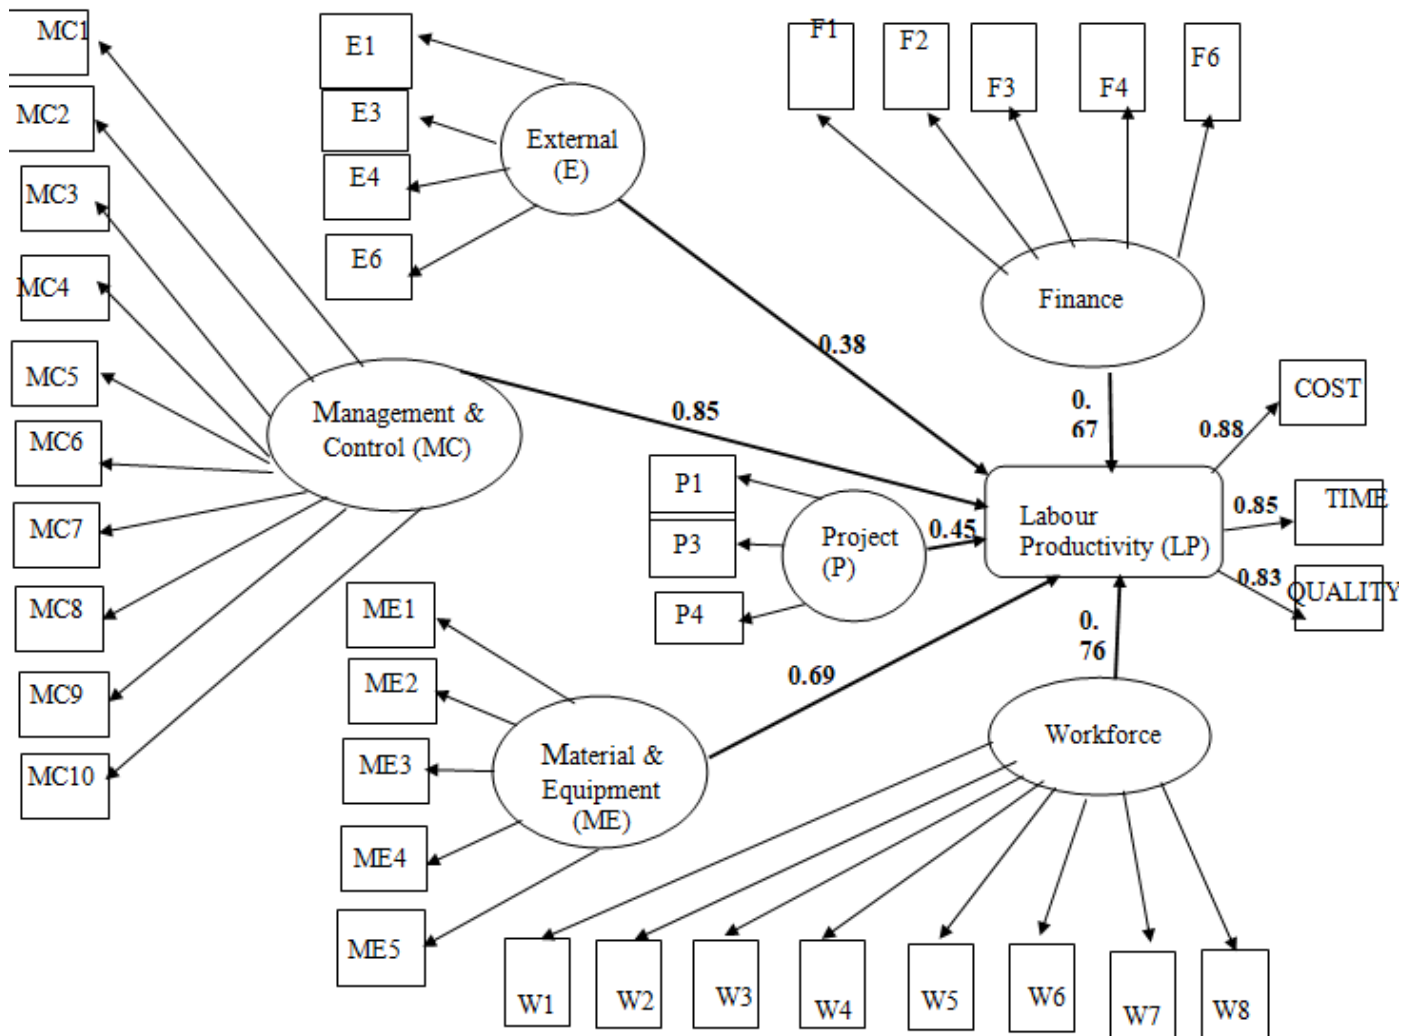 MC1
MC2
MC3
MC4
MC5
MC6
MC7
MC8
MC9
MC10
E1
E3
E4
E6
External
(E)
F1
F2
F3
F4
F6
Finance
Management &
Control (MC)
0.38
0.85
0.
67
P1
P3
P4
Project
(P)
0.45
Labour
Productivity (LP)
0.88
COST
0.85
TIME
0.83
QUALITY
ME1
ME2
ME3
ME4
ME5
Material &
Equipment
(ME)
0.69
0.
76
Workforce
W1
W2
W3
W4
W5
W6
W7
W8